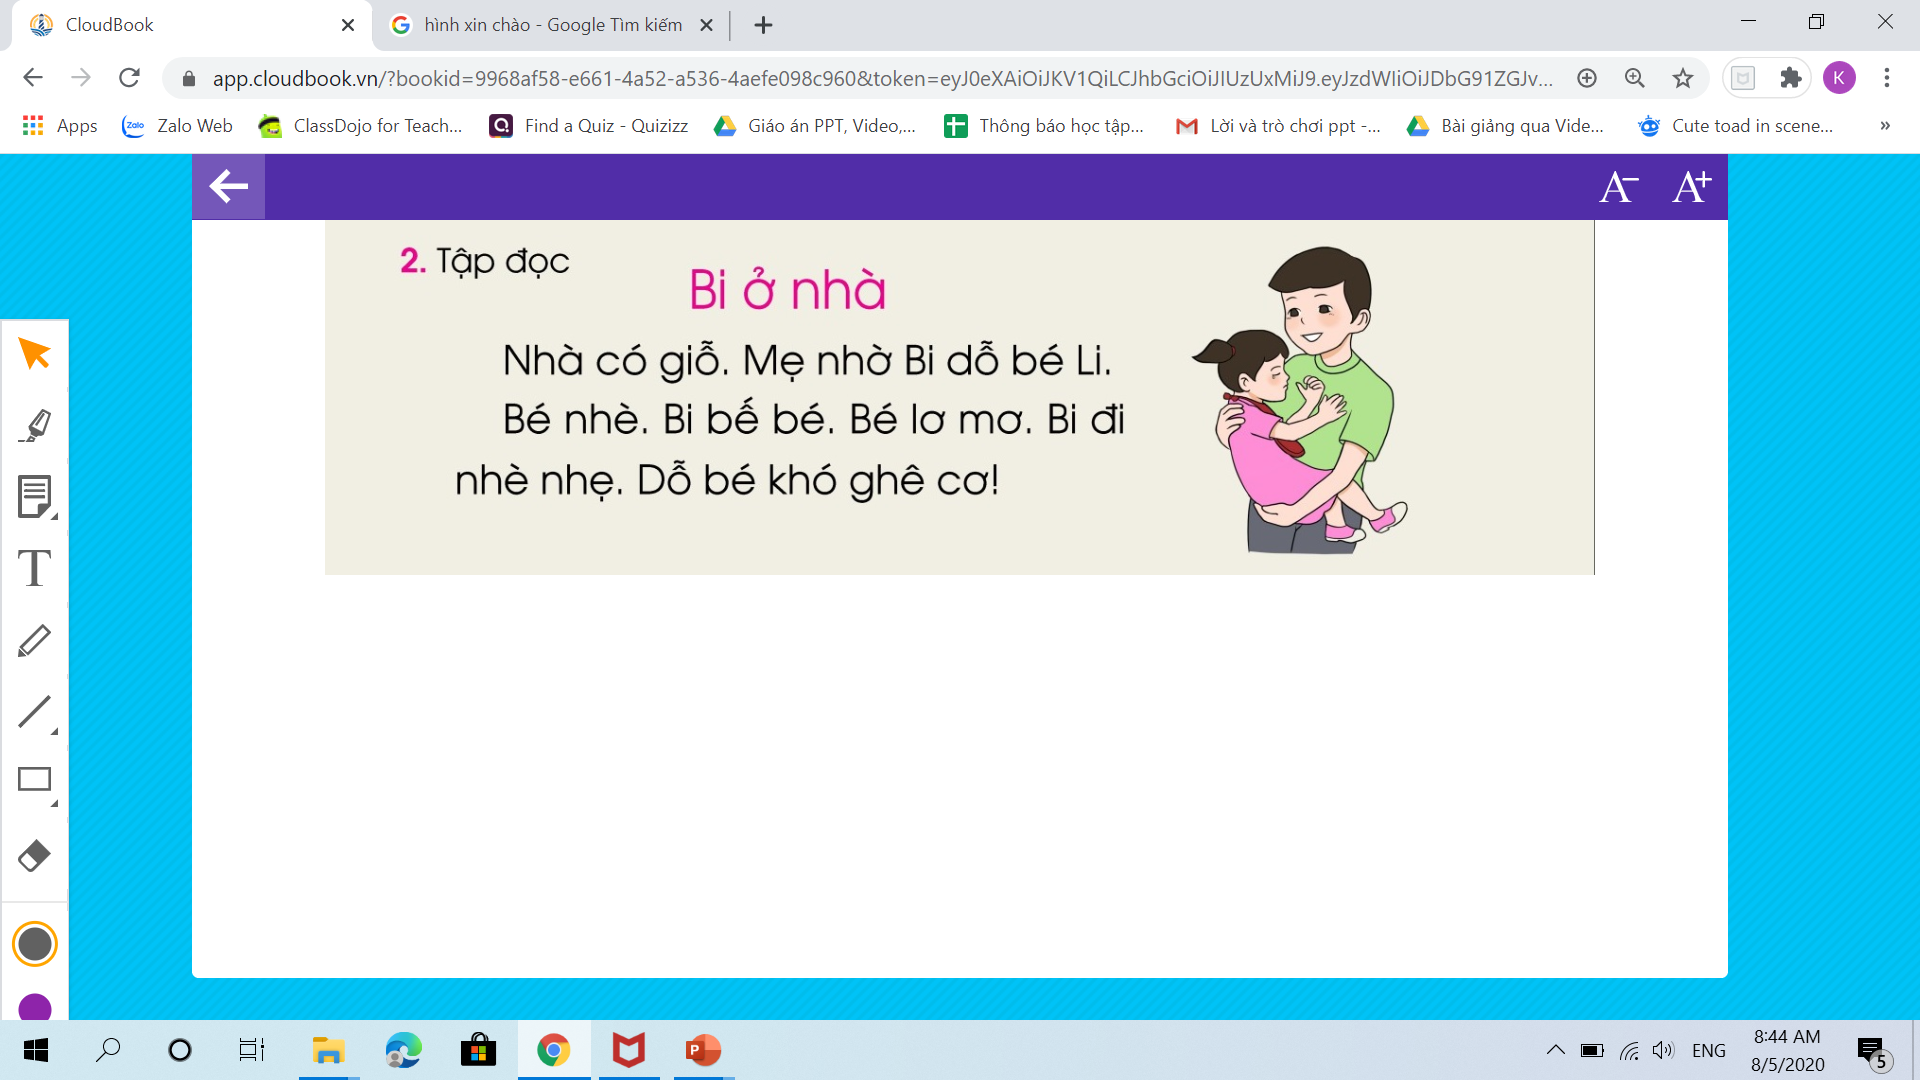 CloudBook
hình xin chào - Google Tìm kiếm
app.cloudbook.vn/?bookid=9968af58-e661-4a52-a536-4aefe098c960&token=eyJ0eXAiOiJKV1QiLCJhbGciOiJIUzUxMiJ9.eyJzdWIiOiJDbG91ZGJv...
K
Apps
Zalo Zalo Web
ClassDojo for Teach...
Find a Quiz - Quizizz
Giáo án PPT, Video,...
Thông báo học tập...
Lời và trò chơi ppt -...
Bài giảng qua Vide...
Cute toad in scene...
»
A- A+
2. Tập đọc
Bi ở nhà
Nhà có giỗ. Mẹ nhờ Bi dỗ bé Li.
Bé nhè. Bi bế bé. Bé lơ mơ. Bi đi
nhè nhẹ. Dỗ bé khó ghê cơ!
T
P
ENG
8:44 AM
8/5/2020
5